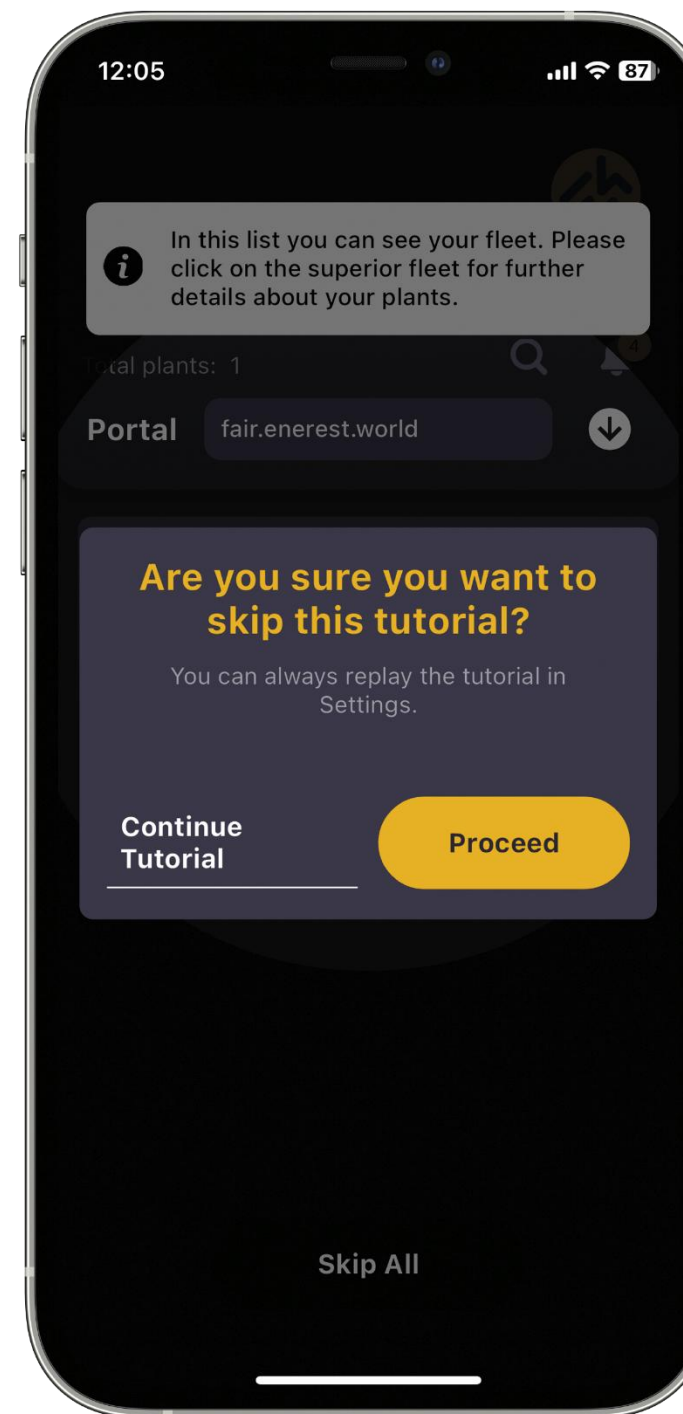 12:05
87
In this list you can see your fleet. Please
click on the superior fleet for further
details about your plants.
Total plants: 1
4
Portal
fair.enerest.world
Are you sure you want to
skip this tutorial?
You can always replay the tutorial in
Settings.
Continue
Tutorial
Proceed
Skip All